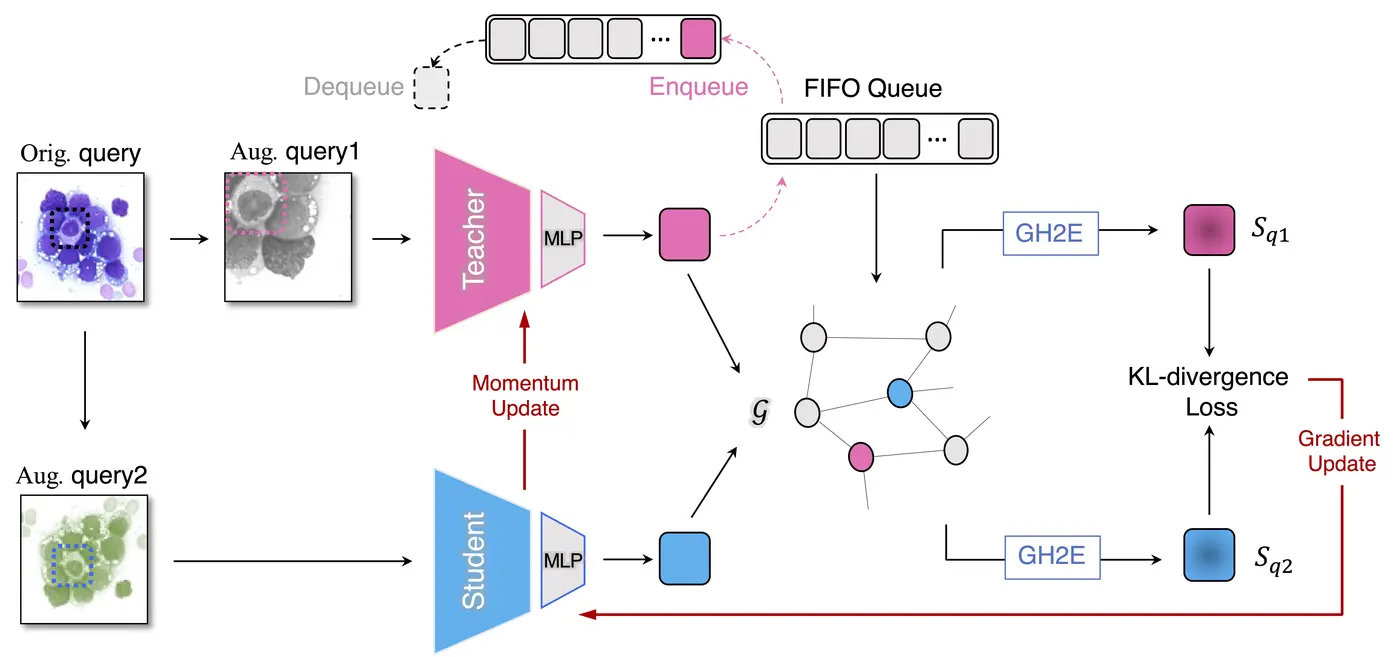 Dequeue
Enqueue
FIFO Queue
Orig. query
Aug. query1
Teacher
MLP
GH2E
S_{q1}
Momentum
Update
𝒢
KL-divergence
Loss
Gradient
Update
Aug. query2
Student
MLP
GH2E
S_{q2}